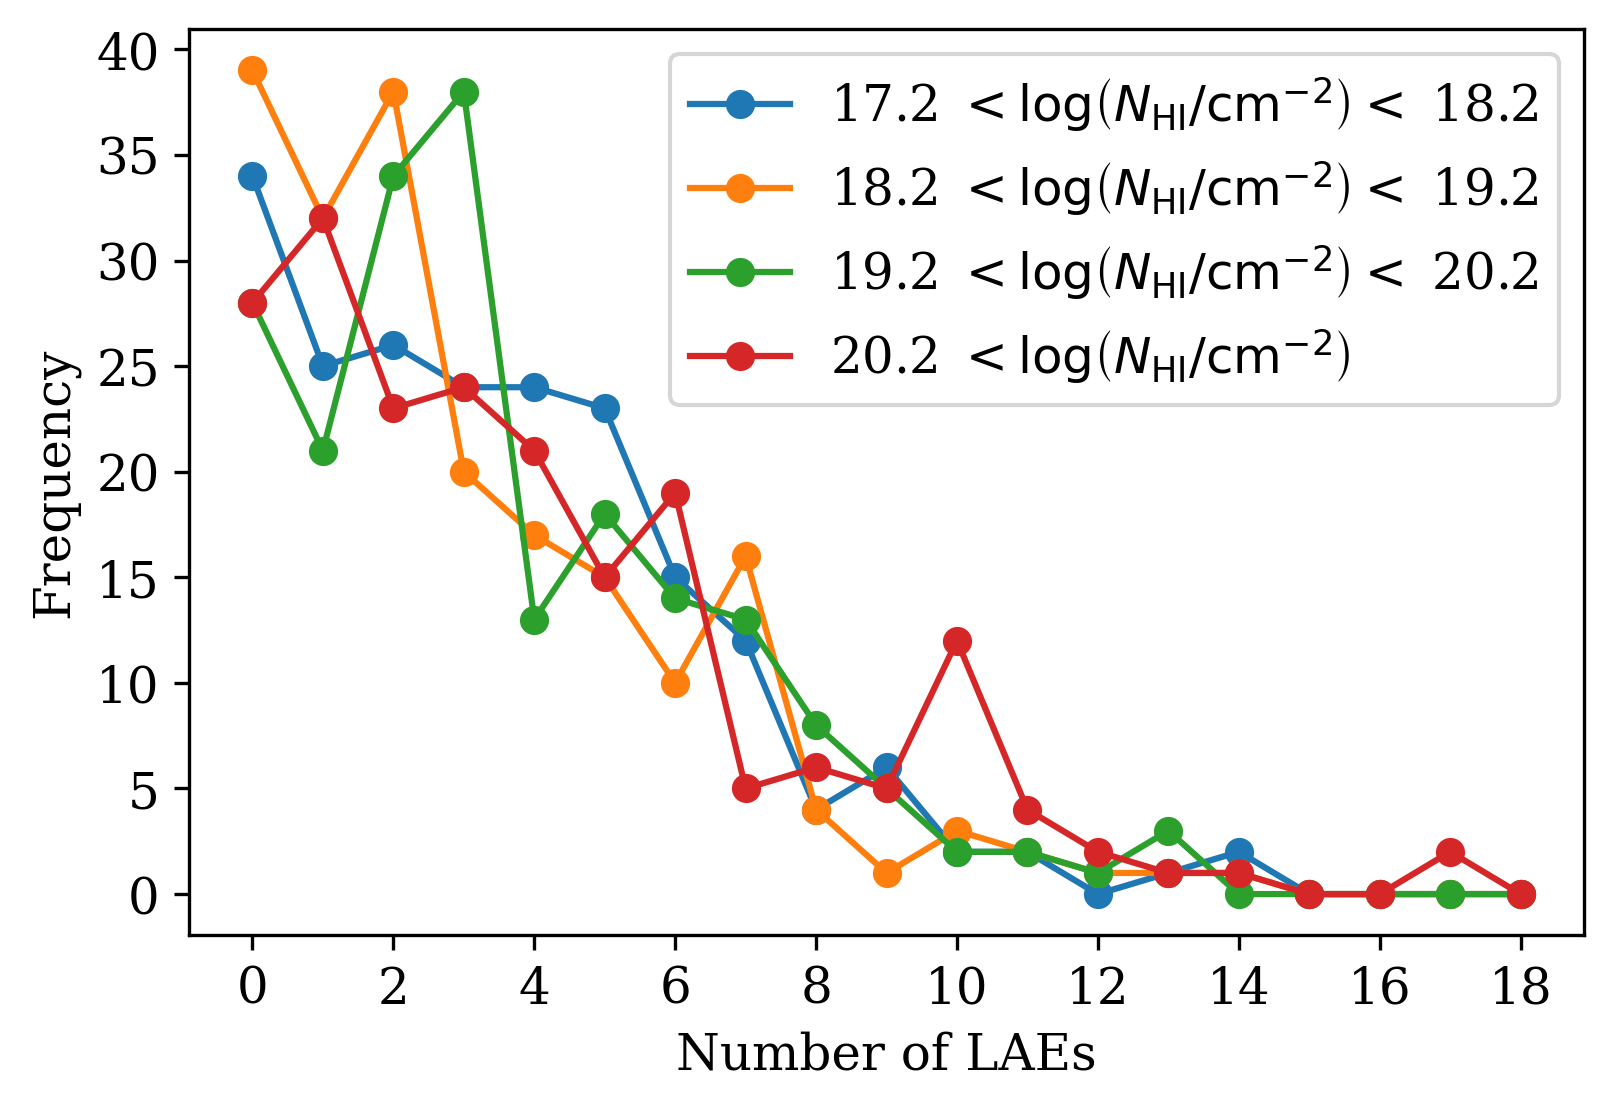 40
35
30
25
20
15
10
5
0
Frequency
17.2 < log(N_HI/cm⁻²) < 18.2
18.2 < log(N_HI/cm⁻²) < 19.2
19.2 < log(N_HI/cm⁻²) < 20.2
20.2 < log(N_HI/cm⁻²)
0 2 4 6 8 10 12 14 16 18
Number of LAEs